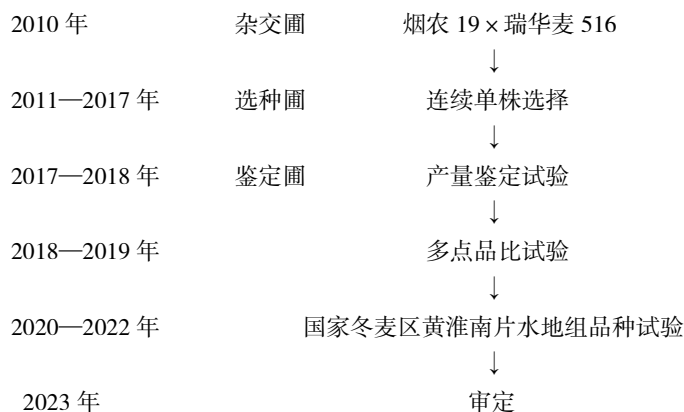 2010 年 杂交圃 烟农 19 × 瑞华麦 516
↓
2011—2017 年 选种圃 连续单株选择
↓
2017—2018 年 鉴定圃 产量鉴定试验
↓
2018—2019 年 多点品比试验
↓
2020—2022 年 国家冬麦区黄淮南片水地组品种试验
↓
2023 年 审定